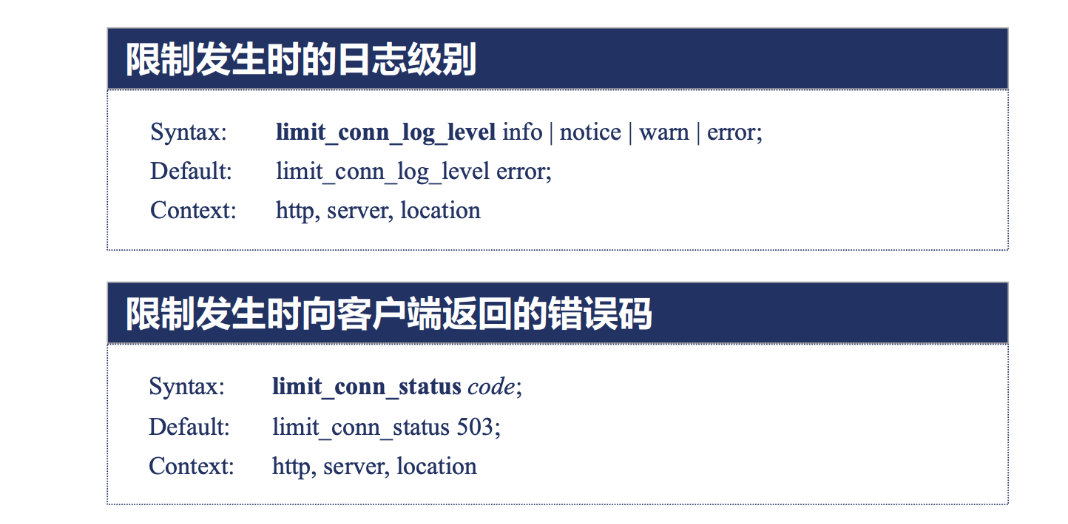 限制发生时的日志级别
Syntax: limit_conn_log_level info | notice | warn | error;
Default: limit_conn_log_level error;
Context: http, server, location
限制发生时向客户端返回的错误码
Syntax: limit_conn_status code;
Default: limit_conn_status 503;
Context: http, server, location